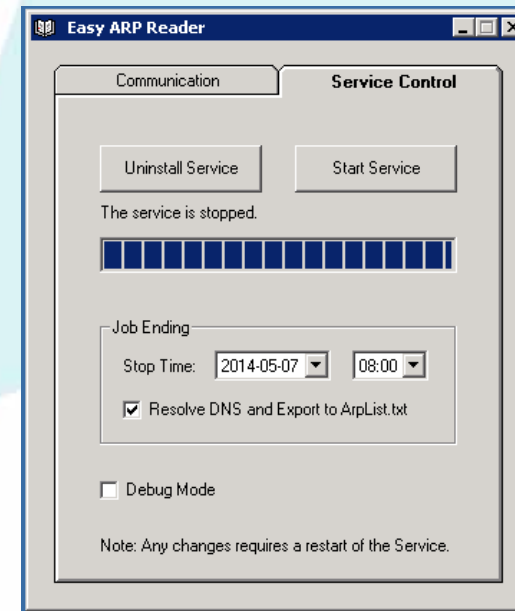 Easy ARP Reader
Communication
Service Control
Uninstall Service
Start Service
The service is stopped.
Job Ending
Stop Time:
2014-05-07
08:00
Resolve DNS and Export to ArpList.txt
Debug Mode
Note: Any changes requires a restart of the Service.